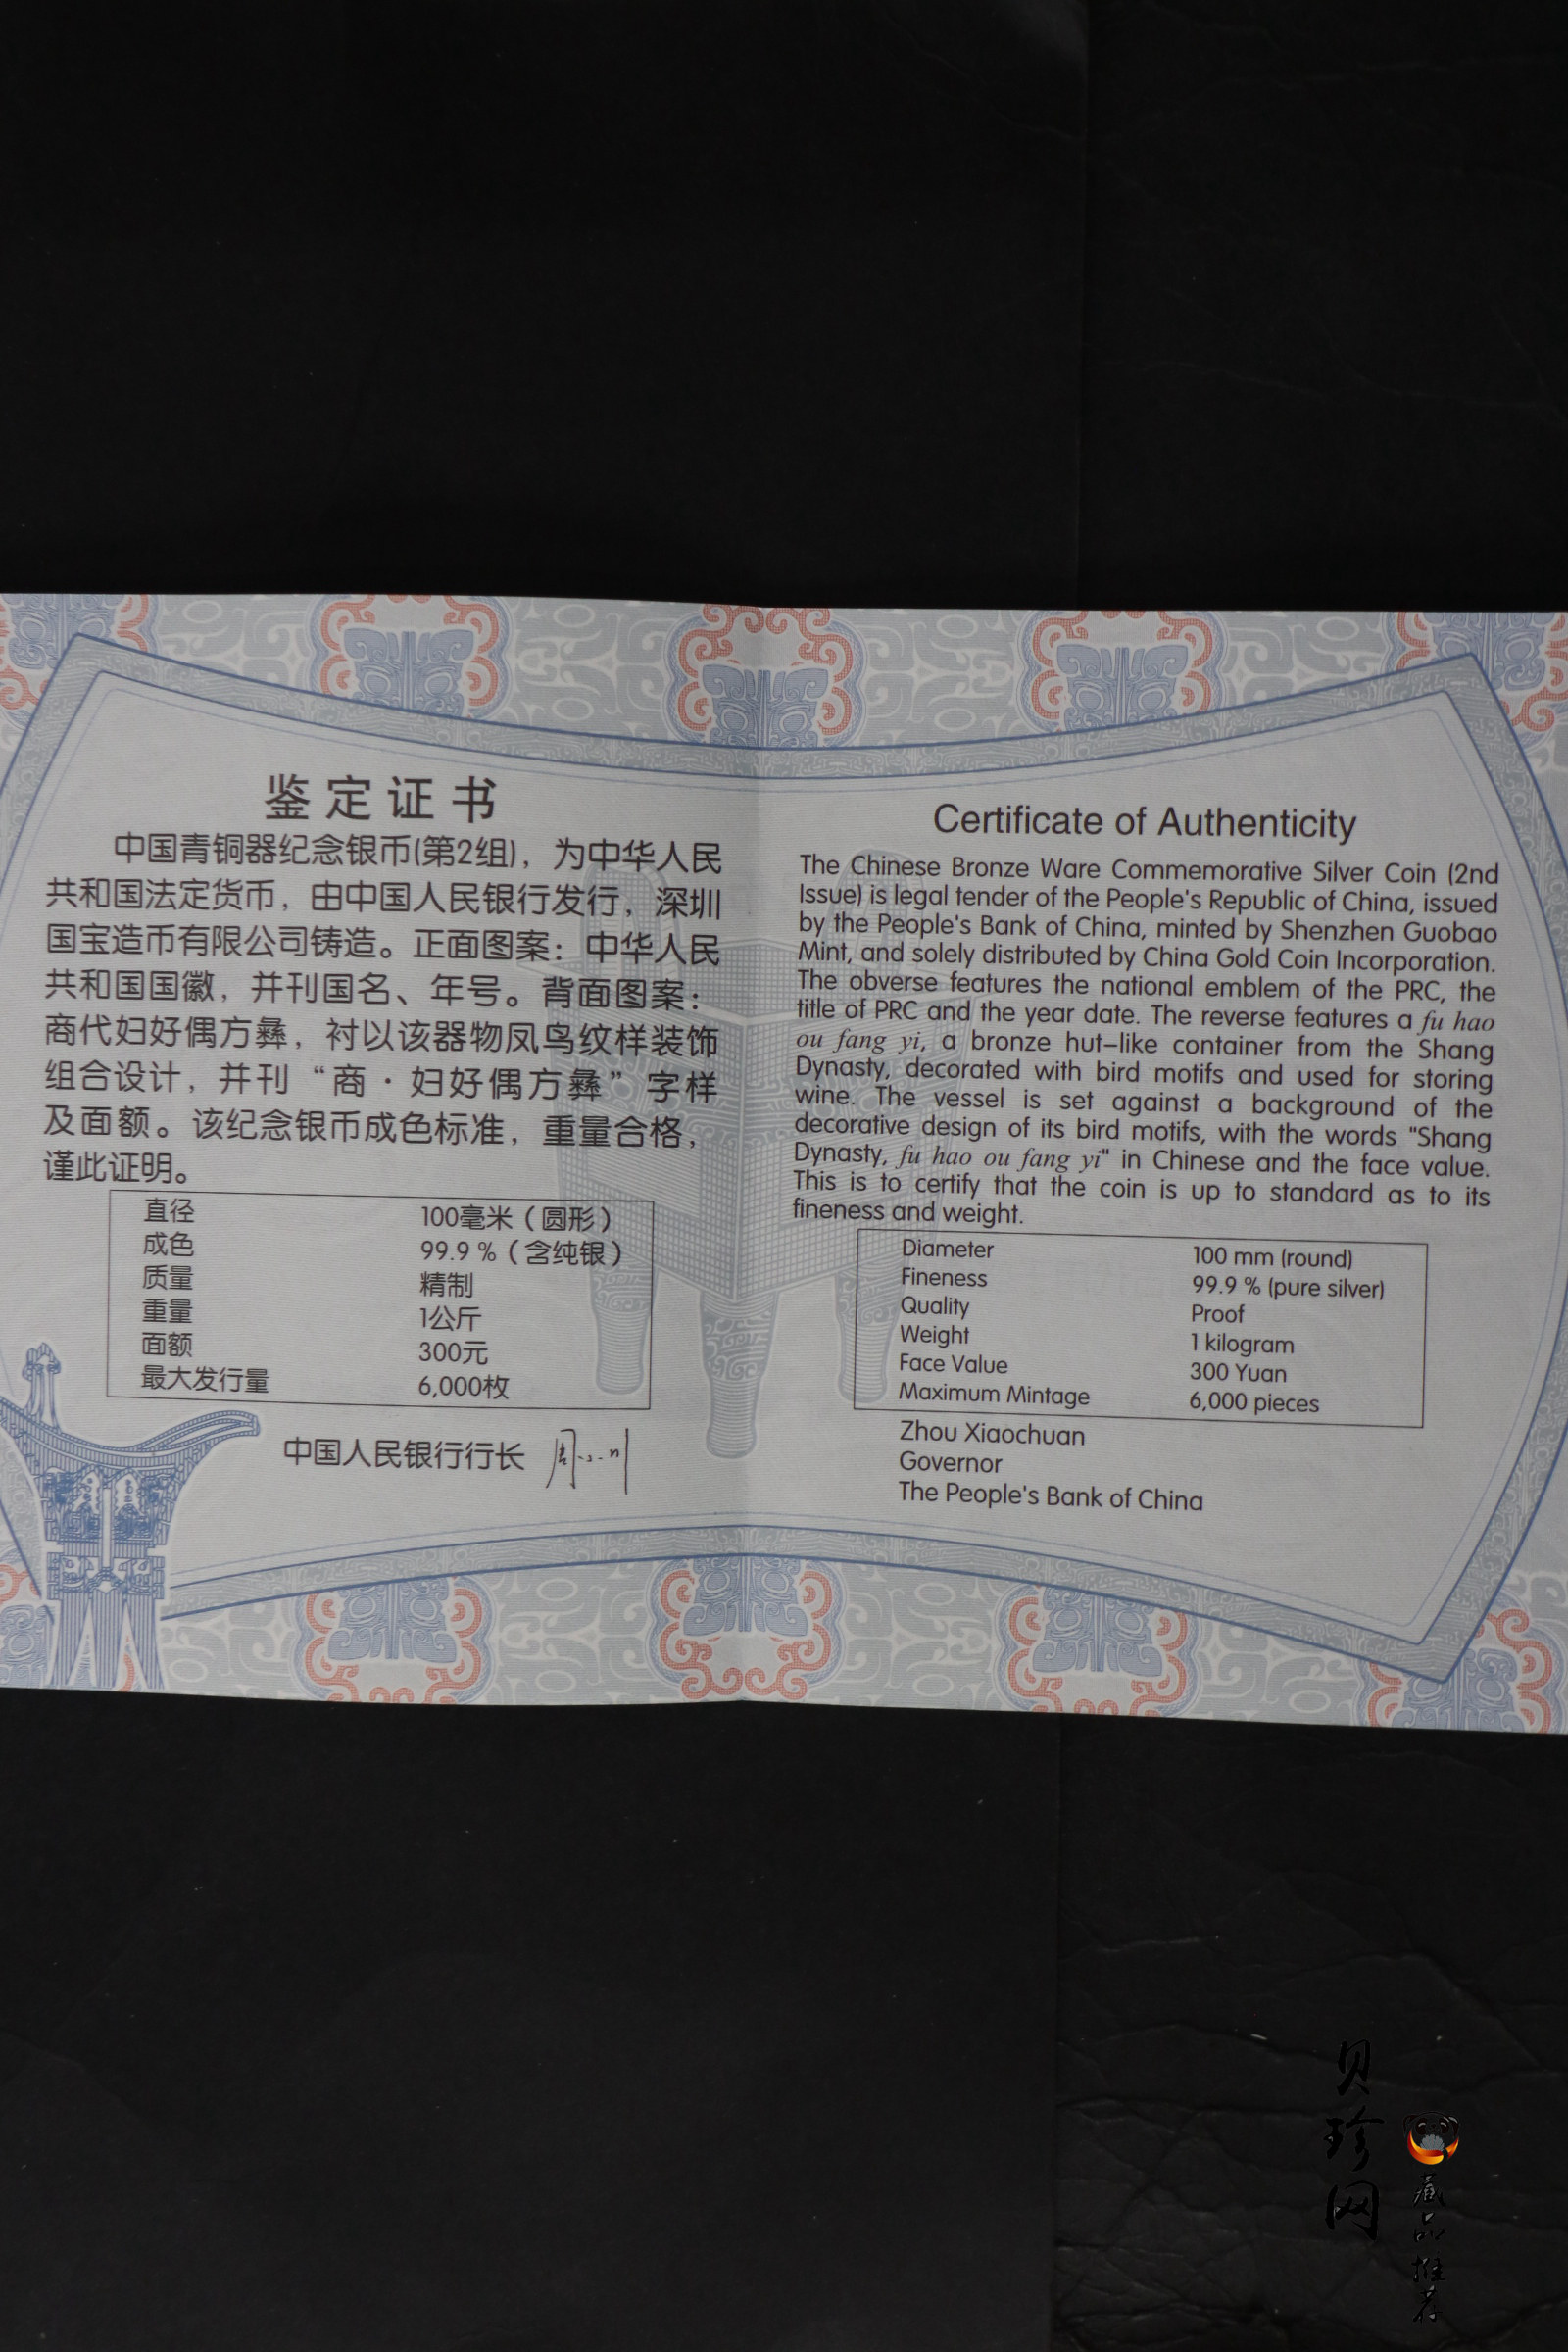 鉴定证书
中国青铜器纪念银币(第2组)，为中华人民
共和国法定货币，由中国人民银行发行，深圳
国宝造币有限公司铸造。正面图案：中华人民
共和国国徽，并刊国名、年号。背面图案：
商代妇好偶方彝，衬以该器物凤鸟纹样装饰
组合设计，并刊“商·妇好偶方彝”字样
及面额。该纪念银币成色标准，重量合格，
谨此证明。
直径 100毫米（圆形）
成色 99.9 %（含纯银）
质量 精制
重量 1公斤
面额 300元
最大发行量 6,000枚
中国人民银行行长 周小川
Certificate of Authenticity
The Chinese Bronze Ware Commemorative Silver Coin (2nd
Issue) is legal tender of the People's Republic of China, issued
by the People's Bank of China, minted by Shenzhen Guobao
Mint, and solely distributed by China Gold Coin Incorporation.
The obverse features the national emblem of the PRC, the
title of PRC and the year date. The reverse features a fu hao
ou fang yi, a bronze hut-like container from the Shang
Dynasty, decorated with bird motifs and used for storing
wine. The vessel is set against a background of the
decorative design of its bird motifs, with the words "Shang
Dynasty, fu hao ou fang yi" in Chinese and the face value.
This is to certify that the coin is up to standard as to its
fineness and weight.
Diameter 100 mm (round)
Fineness 99.9 % (pure silver)
Quality Proof
Weight 1 kilogram
Face Value 300 Yuan
Maximum Mintage 6,000 pieces
Zhou Xiaochuan
Governor
The People's Bank of China
贝珍网
藏品推荐